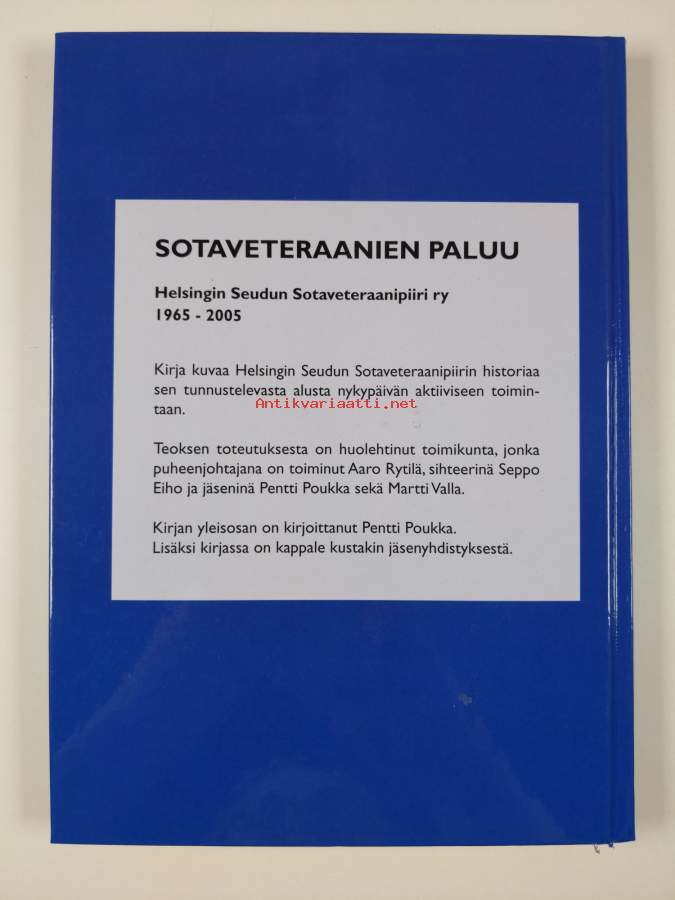 SOTAVETERAANIEN PALUU
Helsingin Seudun Sotaveteraanipiiri ry
1965 - 2005
Kirja kuvaa Helsingin Seudun Sotaveteraanipiirin historiaa
sen tunnustelevasta alusta nykypäivän aktiiviseen toimin-
taan.
Antikvariaatti.net
Teoksen toteutuksesta on huolehtinut toimikunta, jonka
puheenjohtajana on toiminut Aaro Rytilä, sihteerinä Seppo
Eiho ja jäseninä Pentti Poukka sekä Martti Valla.
Kirjan yleisosan on kirjoittanut Pentti Poukka.
Lisäksi kirjassa on kappale kustakin jäsenyhdistyksestä.